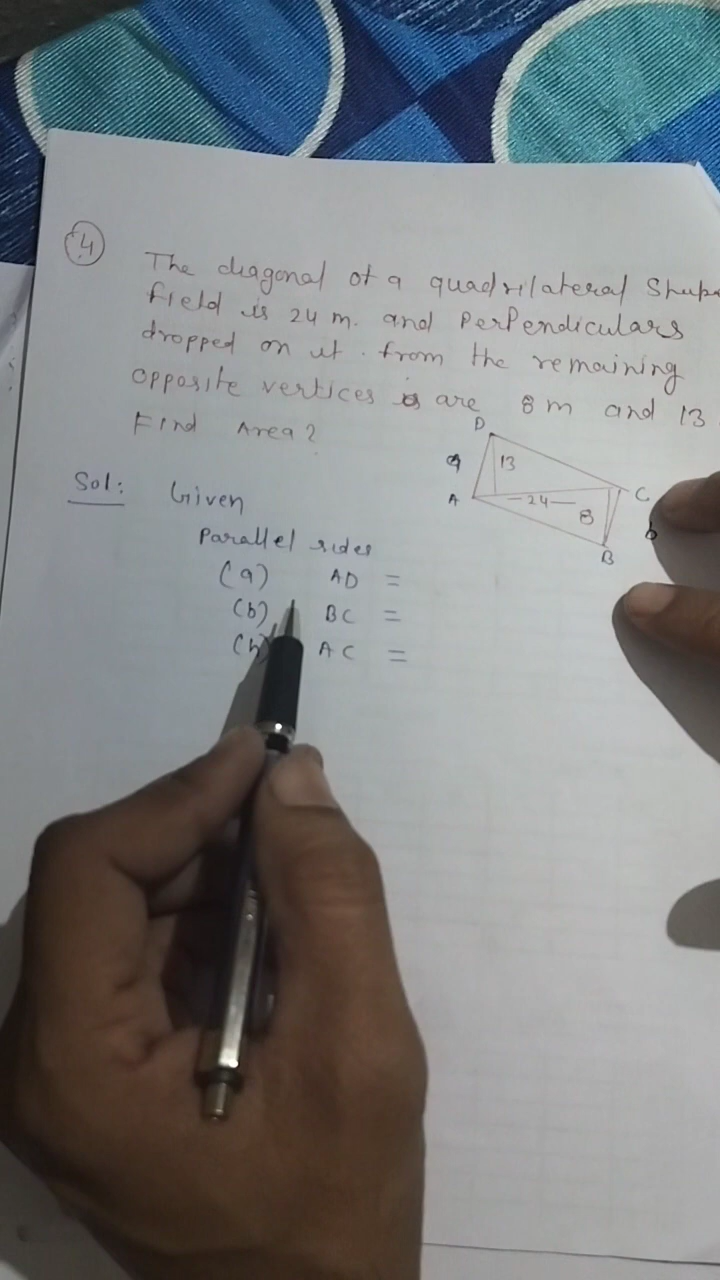 4
The diagonal of a quadrilateral Shape
field is 24 m. and Perpendiculars
dropped on it. from the remaining
opposite vertices are 8 m and 13
Find Area?
D
13
a
A
-24-
8
C
b
B
Sol: Given
Parallel sides
(a) AD =
(b) BC =
(h) AC =